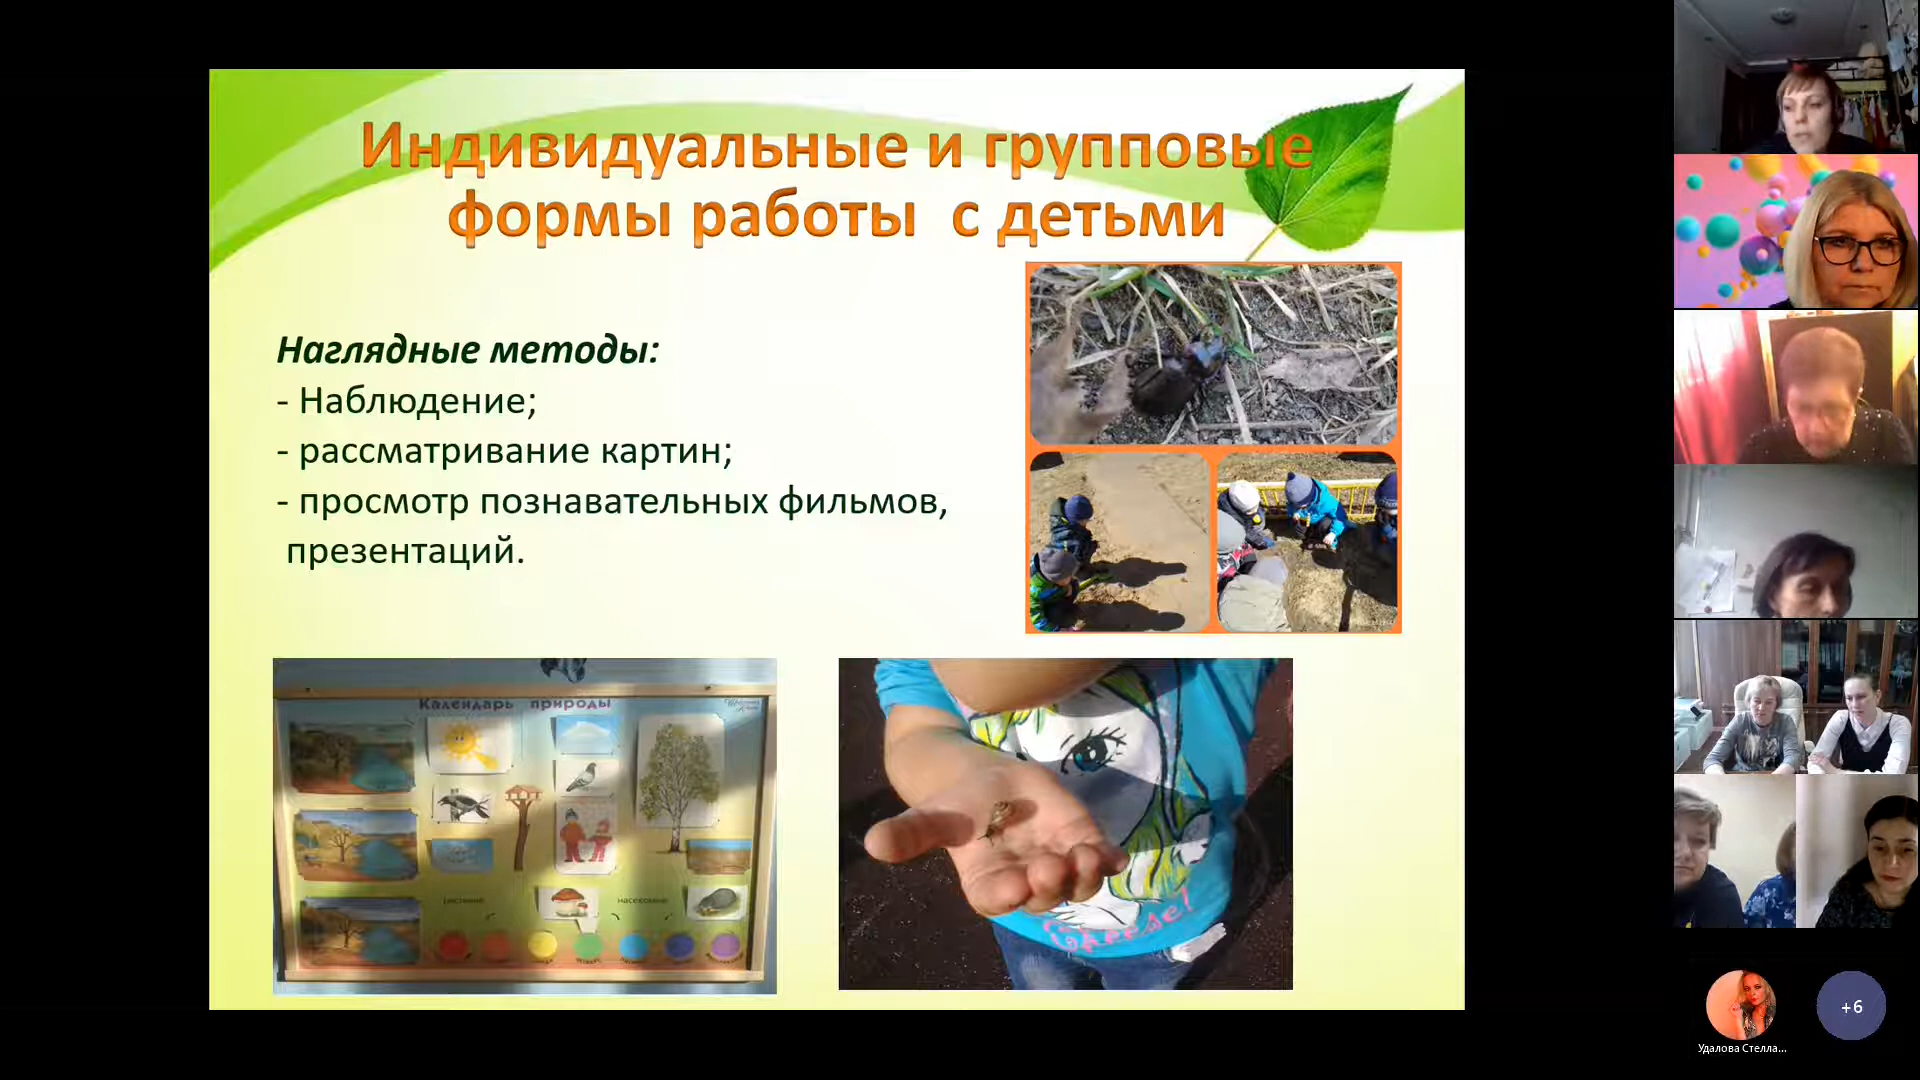 Индивидуальные и групповые
формы работы с детьми
Наглядные методы:
- Наблюдение;
- рассматривание картин;
- просмотр познавательных фильмов,
презентаций.
Календарь природы
растения
насекомые
+6
Удалова Стелла...